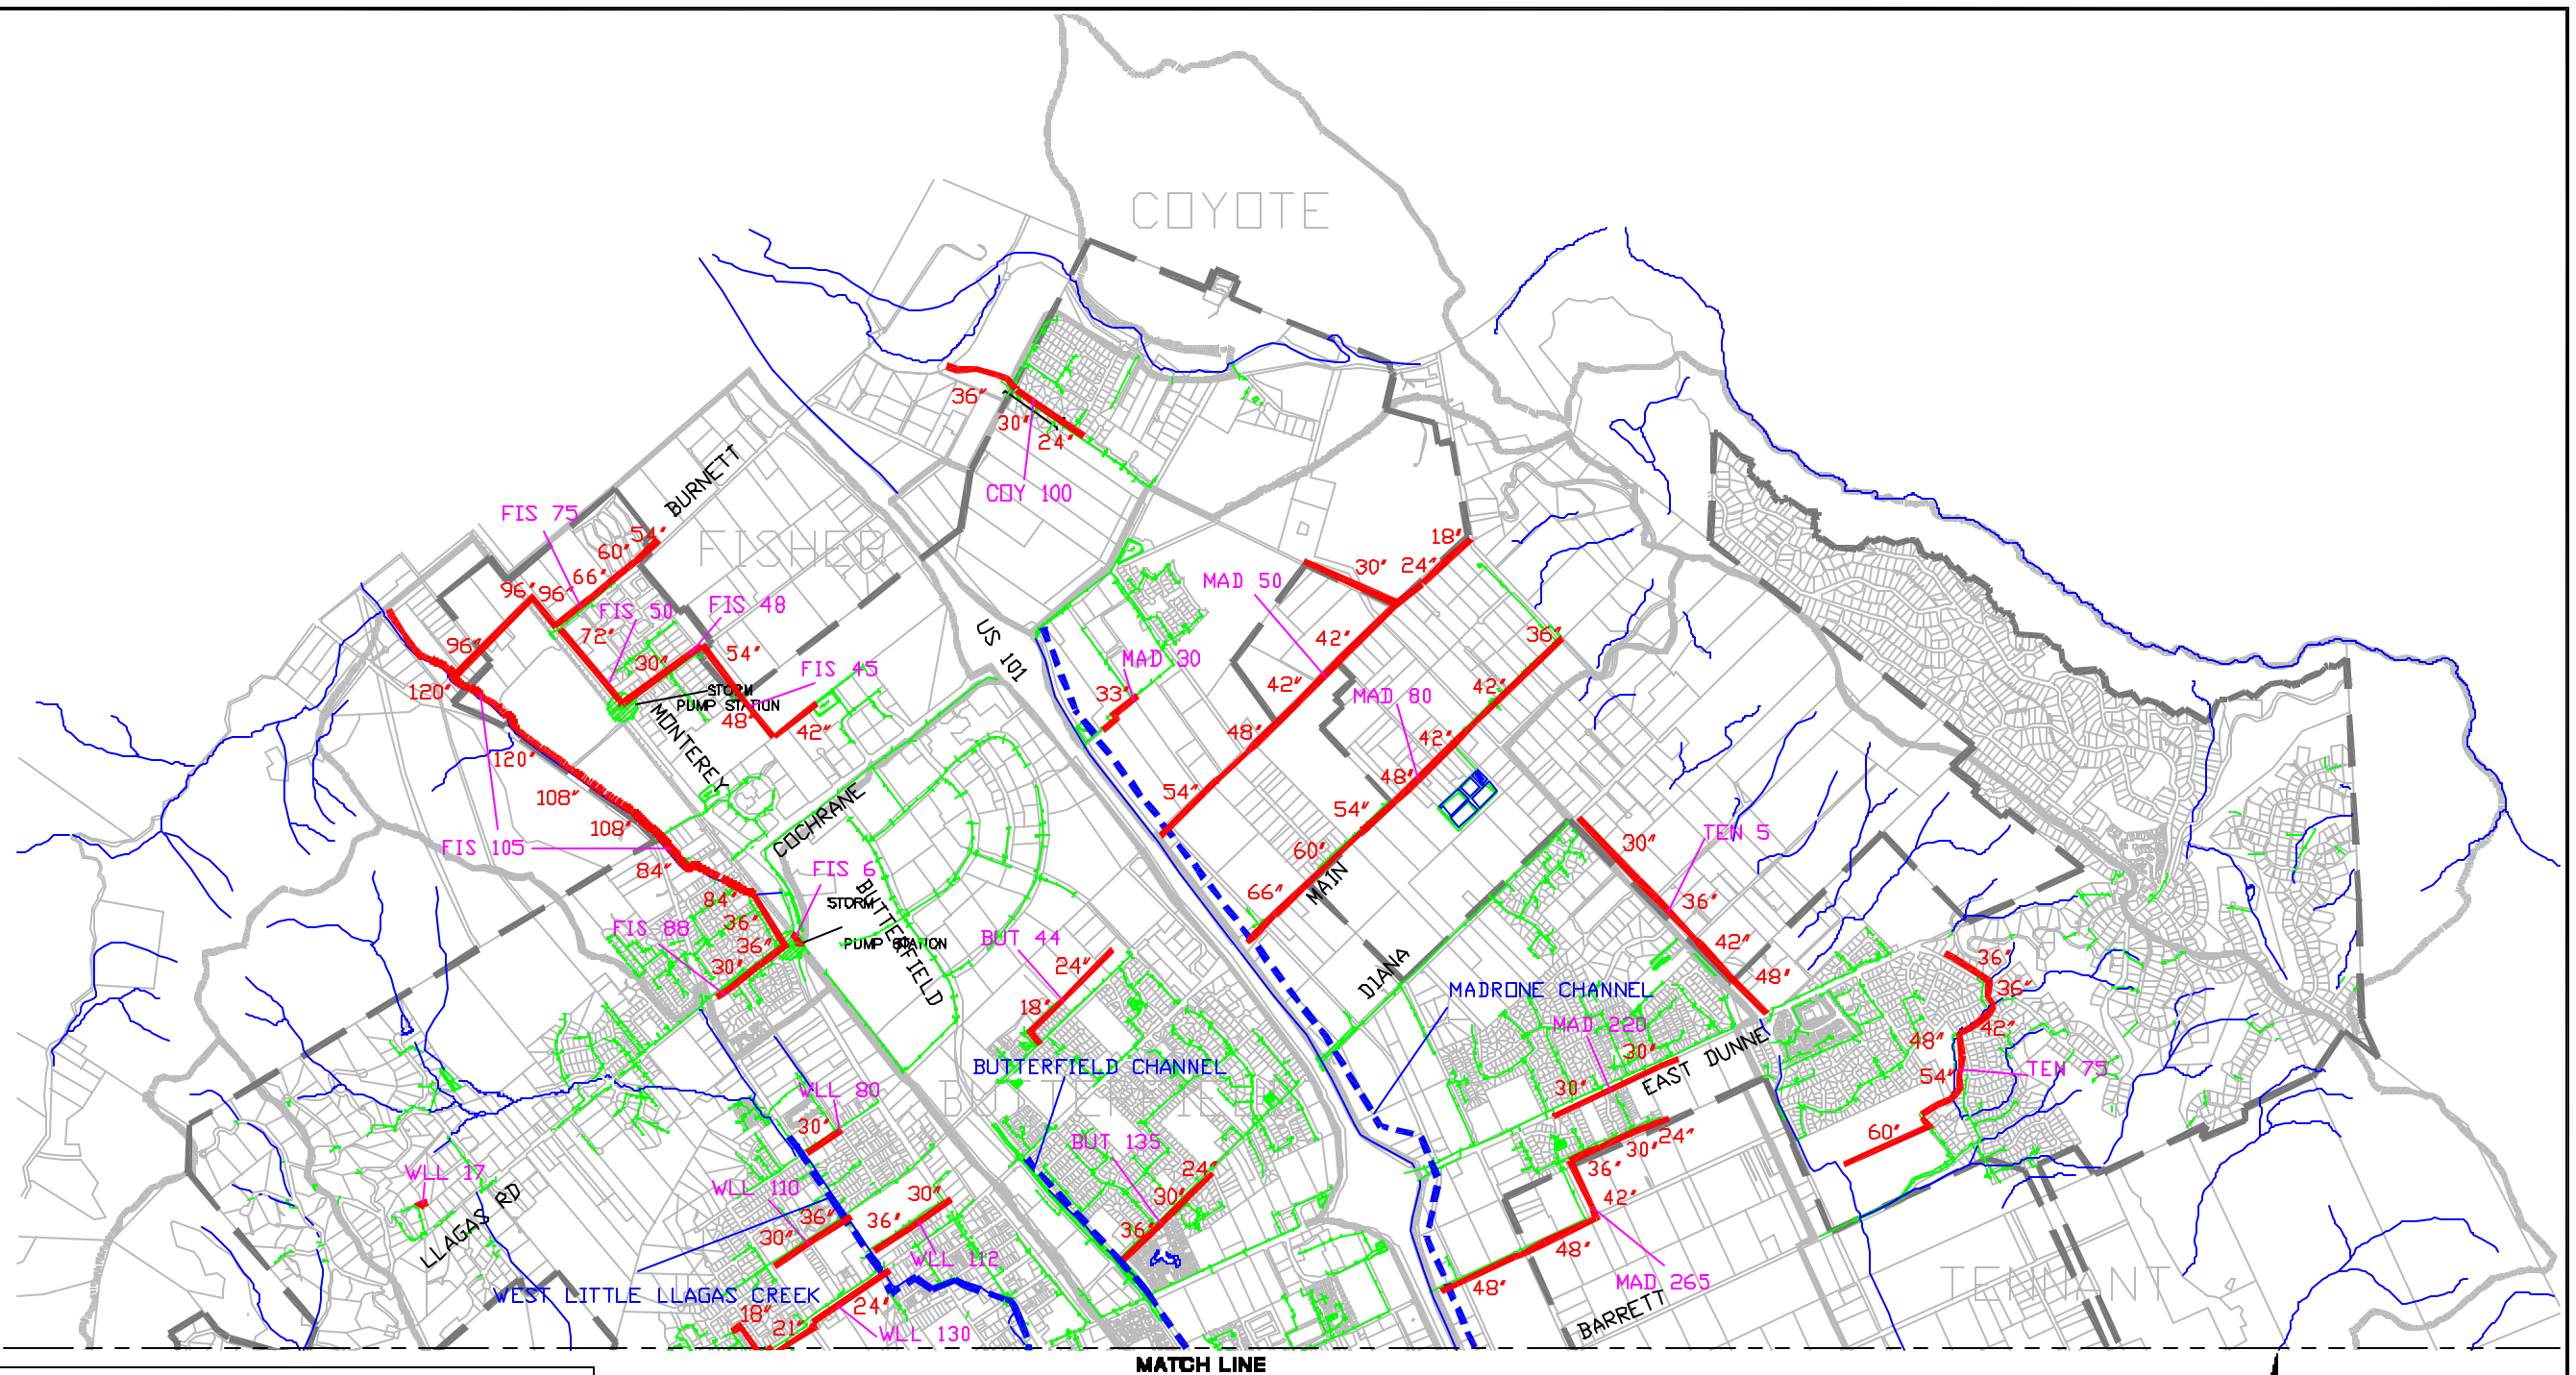 COYOTE
36"
30"
24"
COY 100
BURNETT
FIS 75
54"
60"
FISHER
66"
96"
96"
FIS 50
FIS 48
72"
96"
30"
54"
FIS 45
120"
STORM
PUMP STATION
48"
42"
MONTEREY
120"
108"
108"
FIS 105
84"
COCHRANE
US 101
18"
30"
24"
MAD 50
42"
36"
MAD 30
33"
42"
42"
MAD 80
48"
42"
54"
48"
54"
60"
MAIN
66"
30"
TEN 5
36"
42"
48"
FIS 6
84"
STORM
PUMP STATION
BUTTERFIELD
36"
36"
FIS 88
30"
BUT 44
24"
18"
DIANA
MADRONE CHANNEL
36"
36"
42"
48"
MAD 220
30"
EAST DUNNE
TEN 75
54"
30"
BUTTERFIELD CHANNEL
WLL 80
30"
60"
24"
30"
36"
42"
BUT 135
24"
30"
36"
WLL 17
LLAGAS RD
WLL 110
30"
36"
36"
30"
WLL 112
48"
48"
MAD 265
TENNANT
BARRETT
WEST LITTLE LLAGAS CREEK
24"
18"
21"
WLL 130
MATCH LINE